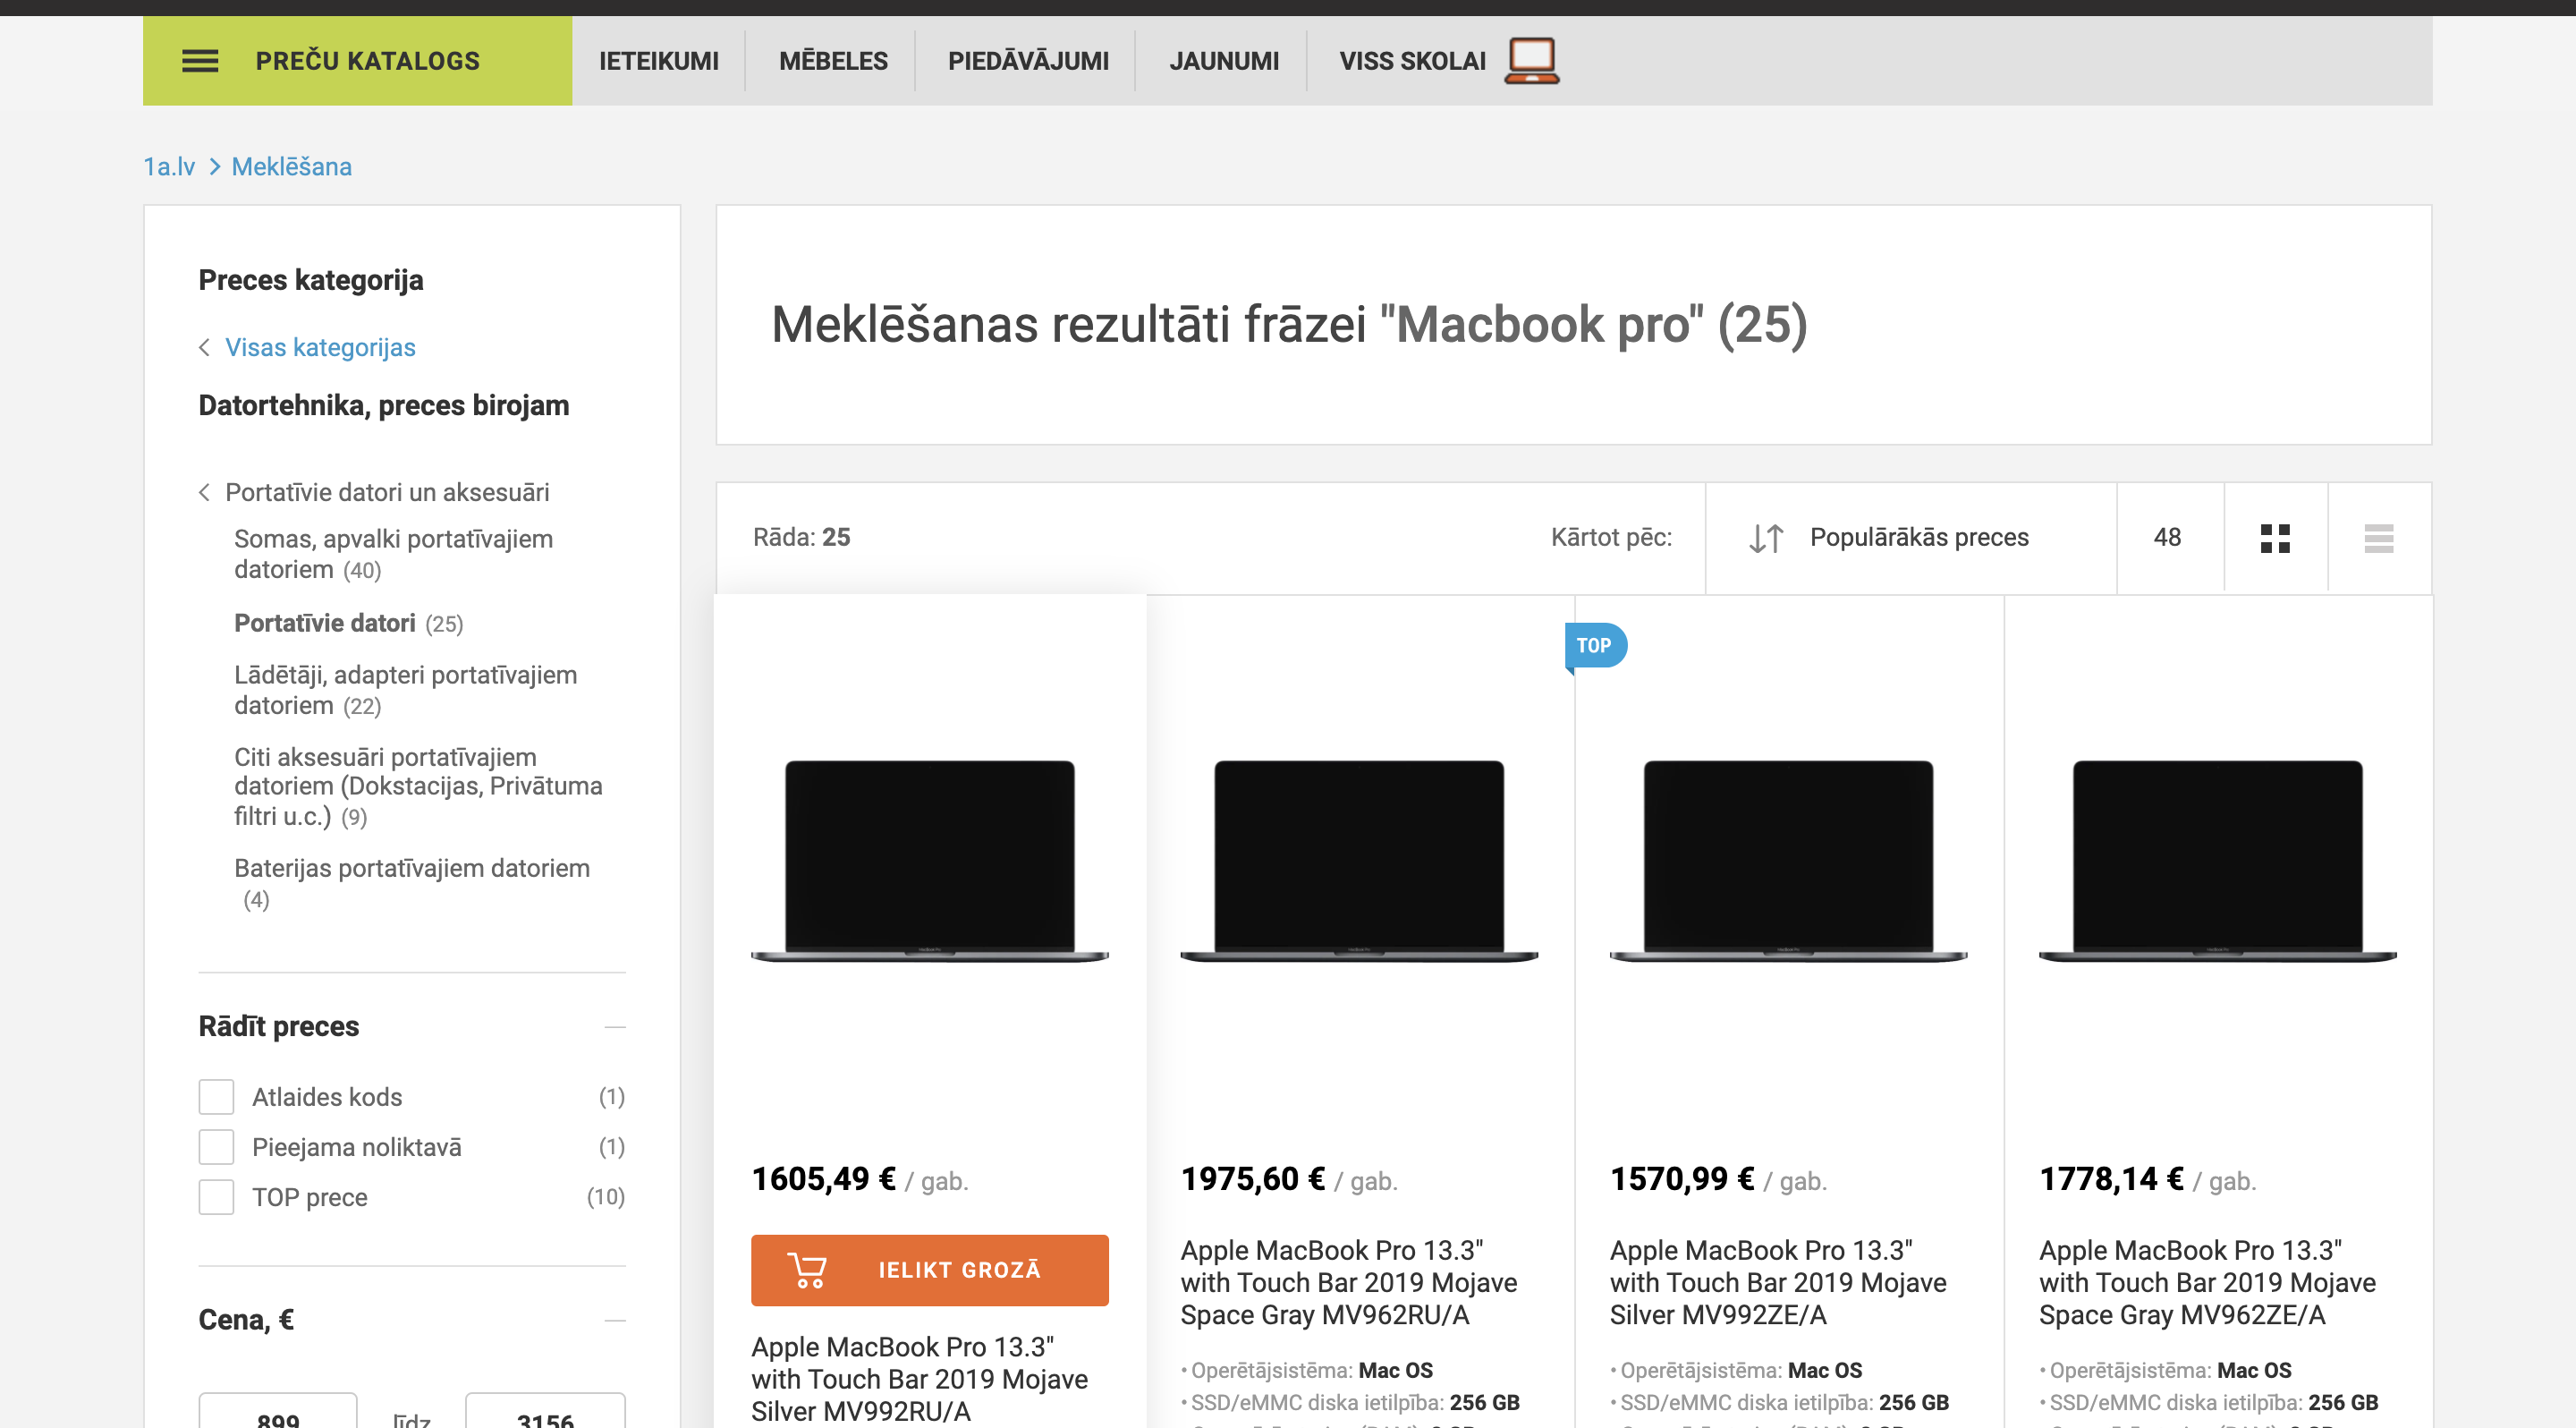 PREČU KATALOGS
IETEIKUMI
MĒBELES
PIEDĀVĀJUMI
JAUNUMI
VISS SKOLAI
1a.lv > Meklēšana
Preces kategorija
Visas kategorijas
Datortehnika, preces birojam
Portatīvie datori un aksesuāri
Somas, apvalki portatīvajiem
datoriem (40)
Portatīvie datori (25)
Lādētāji, adapteri portatīvajiem
datoriem (22)
Citi aksesuāri portatīvajiem
datoriem (Dokstacijas, Privātuma
filtri u.c.) (9)
Baterijas portatīvajiem datoriem
(4)
Rādīt preces
Atlaides kods (1)
Pieejama noliktavā (1)
TOP prece (10)
Cena, €
899 līdz 3156
Meklēšanas rezultāti frāzei "Macbook pro" (25)
Rāda: 25
Kārtot pēc:
Populārākās preces
48
1605,49 € / gab.
IELIKT GROZĀ
Apple MacBook Pro 13.3"
with Touch Bar 2019 Mojave
Silver MV992RU/A
1975,60 € / gab.
Apple MacBook Pro 13.3"
with Touch Bar 2019 Mojave
Space Gray MV962RU/A
• Operētājsistēma: Mac OS
• SSD/eMMC diska ietilpība: 256 GB
TOP
1570,99 € / gab.
Apple MacBook Pro 13.3"
with Touch Bar 2019 Mojave
Silver MV992ZE/A
• Operētājsistēma: Mac OS
• SSD/eMMC diska ietilpība: 256 GB
1778,14 € / gab.
Apple MacBook Pro 13.3"
with Touch Bar 2019 Mojave
Space Gray MV962ZE/A
• Operētājsistēma: Mac OS
• SSD/eMMC diska ietilpība: 256 GB